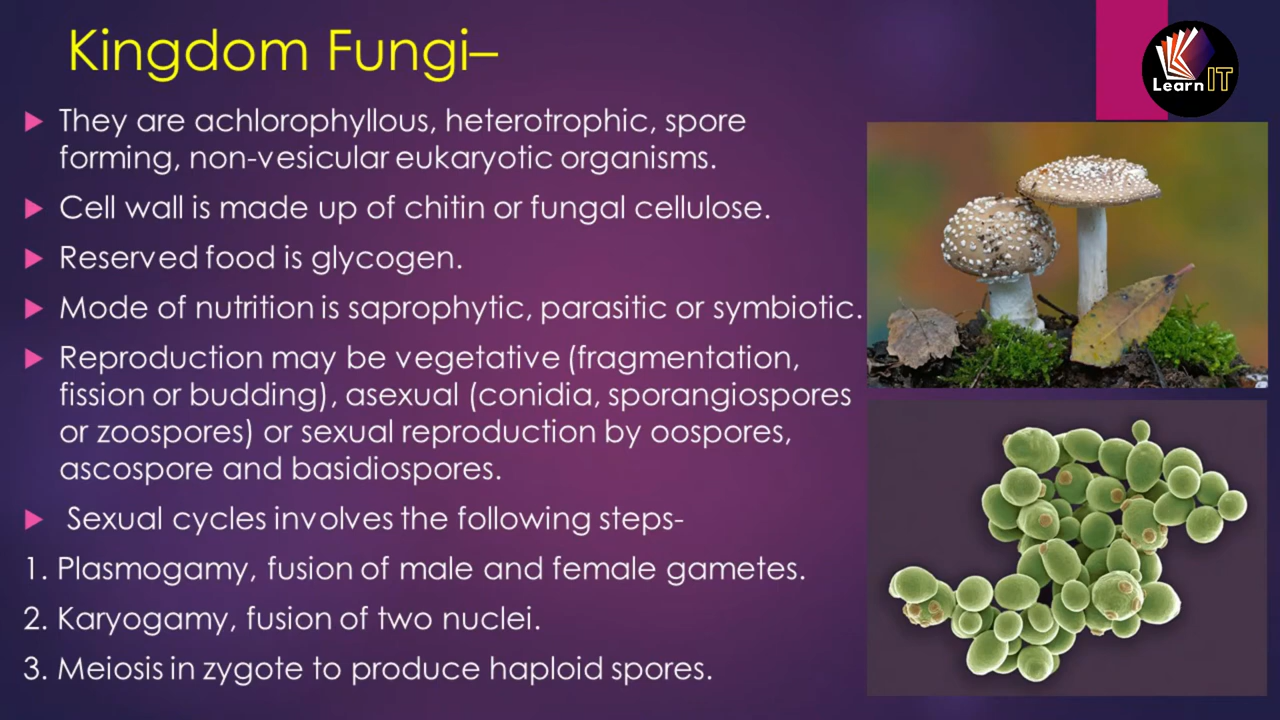 Kingdom Fungi–
Learn IT
They are achlorophyllous, heterotrophic, spore
forming, non-vesicular eukaryotic organisms.
Cell wall is made up of chitin or fungal cellulose.
Reserved food is glycogen.
Mode of nutrition is saprophytic, parasitic or symbiotic.
Reproduction may be vegetative (fragmentation,
fission or budding), asexual (conidia, sporangiospores
or zoospores) or sexual reproduction by oospores,
ascospore and basidiospores.
Sexual cycles involves the following steps-
1. Plasmogamy, fusion of male and female gametes.
2. Karyogamy, fusion of two nuclei.
3. Meiosis in zygote to produce haploid spores.